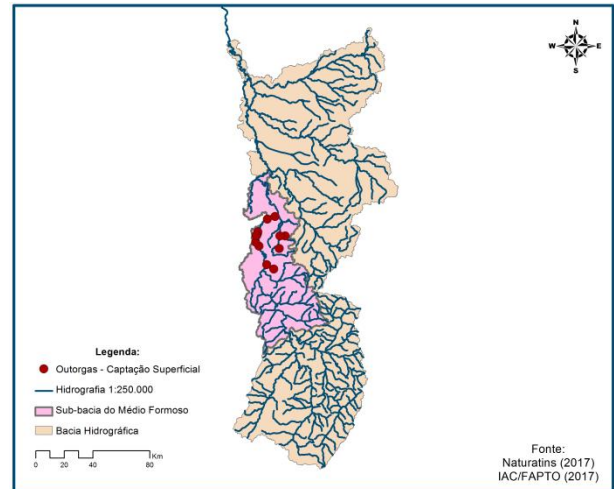 N
W E
S
Legenda:
Outorgas - Captação Superficial
Hidrografia 1:250.000
Sub-bacia do Médio Formoso
Bacia Hidrográfica
0 10 20 40 80
Km
Fonte:
Naturatins (2017)
IAC/FAPTO (2017)